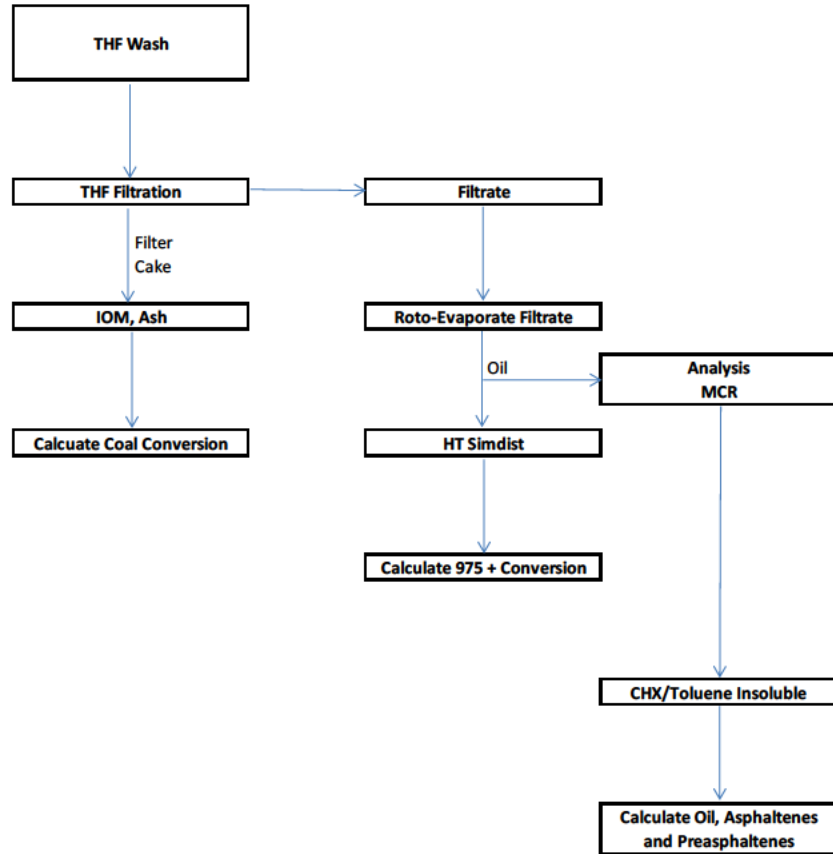 THF Wash
THF Filtration
Filtrate
Filter
Cake
IOM, Ash
Roto-Evaporate Filtrate
Oil
Analysis
MCR
Calcuate Coal Conversion
HT Simdist
Calculate 975 + Conversion
CHX/Toluene Insoluble
Calculate Oil, Asphaltenes
and Preasphaltenes